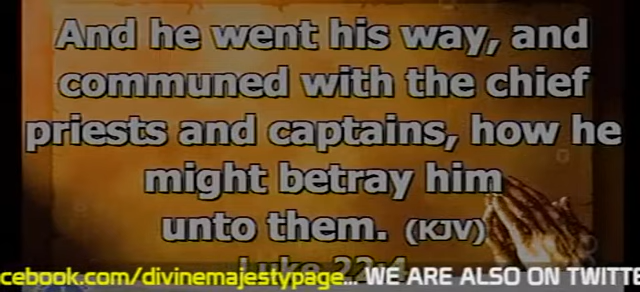 And he went his way, and
communed with the chief
priests and captains, how he
might betray him
unto them. (KJV)
Luke 22:4
cebook.com/divinemajestypage... WE ARE ALSO ON TWITTE